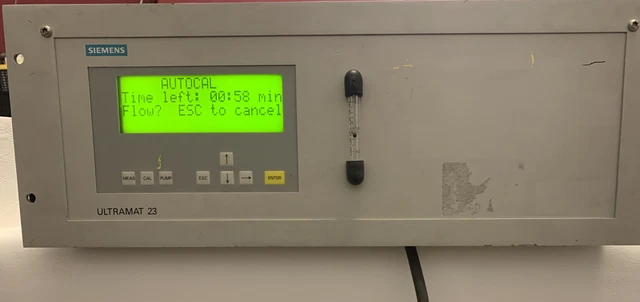 SIEMENS
AUTOCAL
Time left: 00:58 min
Flow? ESC to cancel
↑
MEAS CAL PUMP ESC ↓ → ENTER
ULTRAMAT 23